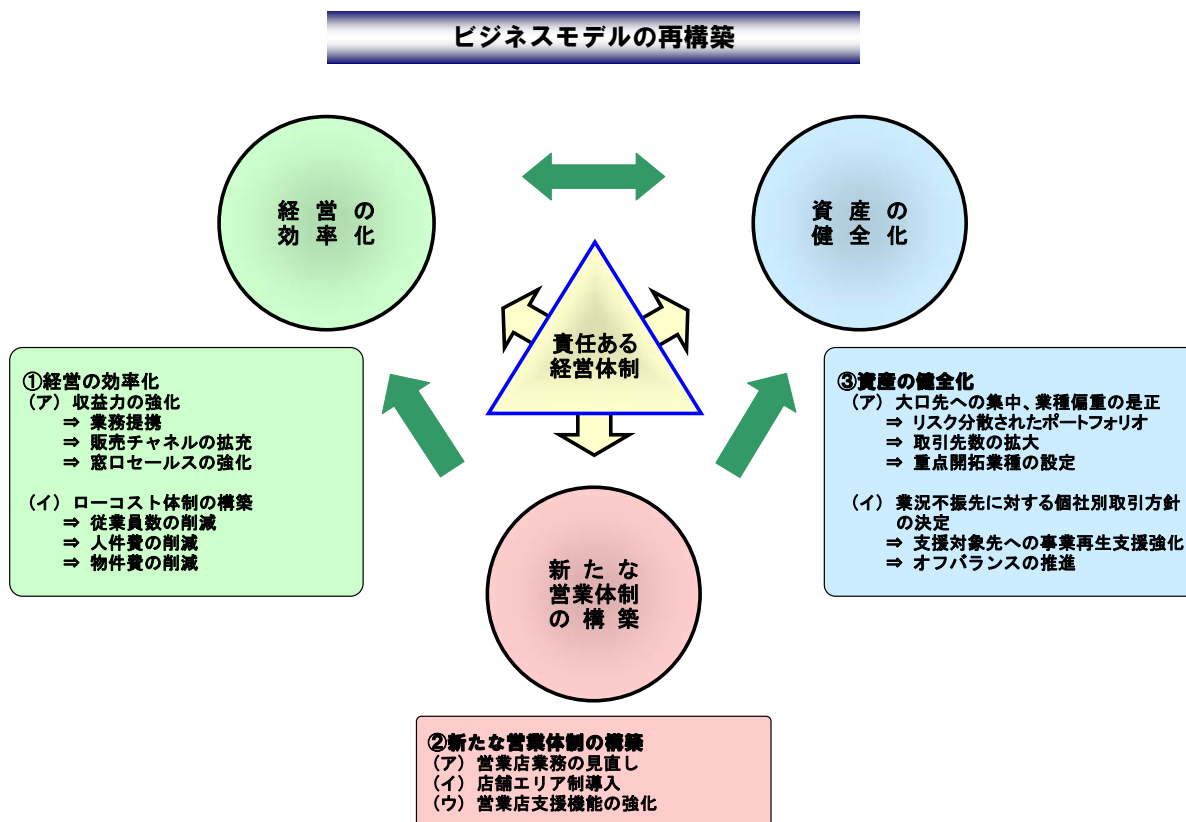 ビジネスモデルの再構築
経営の
効率化
資産の
健全化
責任ある
経営体制
①経営の効率化
(ア) 収益力の強化
⇒ 業務提携
⇒ 販売チャネルの拡充
⇒ 窓口セールスの強化
(イ) ローコスト体制の構築
⇒ 従業員数の削減
⇒ 人件費の削減
⇒ 物件費の削減
③資産の健全化
(ア) 大口先への集中、業種偏重の是正
⇒ リスク分散されたポートフォリオ
⇒ 取引先数の拡大
⇒ 重点開拓業種の設定
(イ) 業況不振先に対する個社別取引方針
の決定
⇒ 支援対象先への事業再生支援強化
⇒ オフバランスの推進
新たな
営業体制
の構築
②新たな営業体制の構築
(ア) 営業店業務の見直し
(イ) 店舗エリア制導入
(ウ) 営業店支援機能の強化